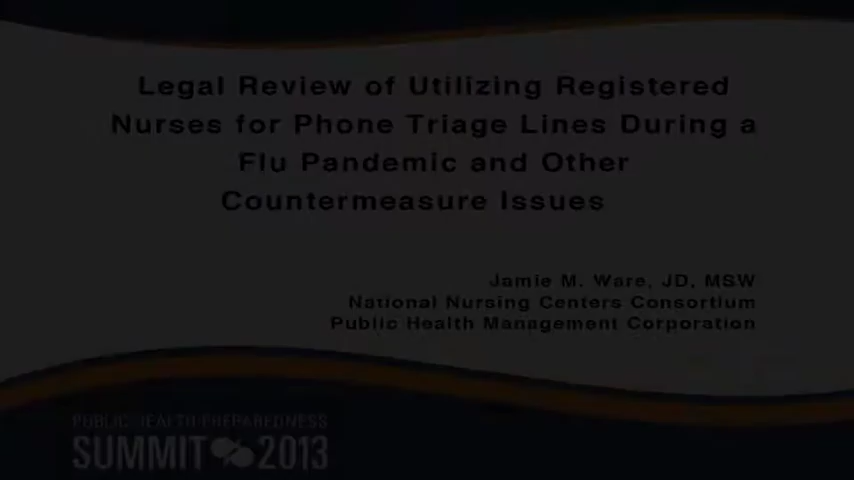 Legal Review of Utilizing Registered
Nurses for Phone Triage Lines During a
Flu Pandemic and Other
Countermeasure Issues
Jamie M. Ware, JD, MSW
National Nursing Centers Consortium
Public Health Management Corporation
PUBLIC HEALTH PREPAREDNESS
SUMMIT 2013